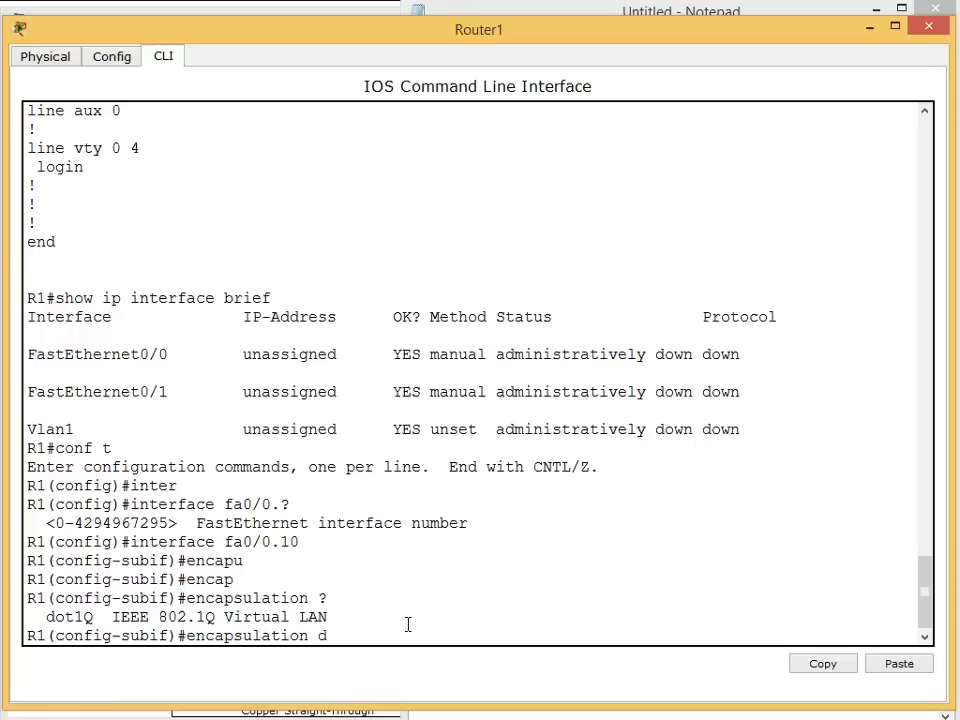 Untitled - Notepad
Router1
Physical Config CLI
IOS Command Line Interface
line aux 0
!
line vty 0 4
 login
!
!
!
end
R1#show ip interface brief
Interface IP-Address OK? Method Status Protocol
FastEthernet0/0 unassigned YES manual administratively down down
FastEthernet0/1 unassigned YES manual administratively down down
Vlan1 unassigned YES unset administratively down down
R1#conf t
Enter configuration commands, one per line. End with CNTL/Z.
R1(config)#inter
R1(config)#interface fa0/0.?
<0-4294967295> FastEthernet interface number
R1(config)#interface fa0/0.10
R1(config-subif)#encapu
R1(config-subif)#encap
R1(config-subif)#encapsulation ?
dot1Q IEEE 802.1Q Virtual LAN
R1(config-subif)#encapsulation d
Copy Paste
Copper Straight-Through